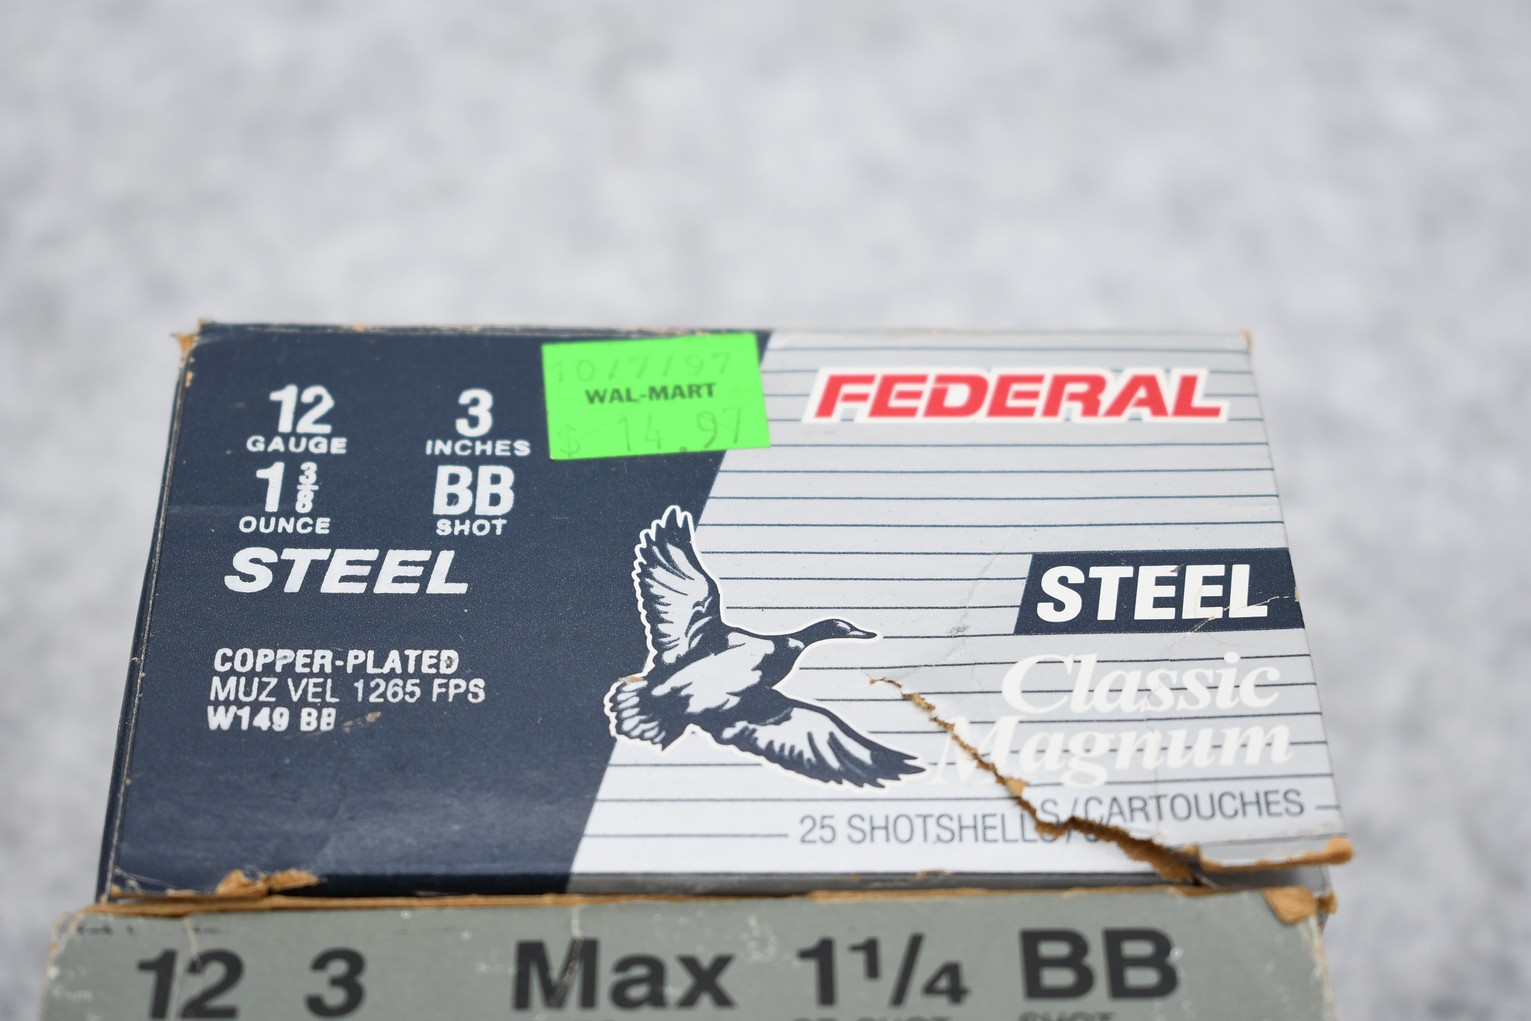 10/7/97
WAL-MART
$ 14.97
FEDERAL
12 3
GAUGE INCHES
1 3/8 BB
OUNCE SHOT
STEEL
COPPER-PLATED
MUZ VEL 1265 FPS
W149 BB
STEEL
Classic
Magnum
25 SHOTSHELLS/CARTOUCHES
12 3 Max 1 1/4 BB